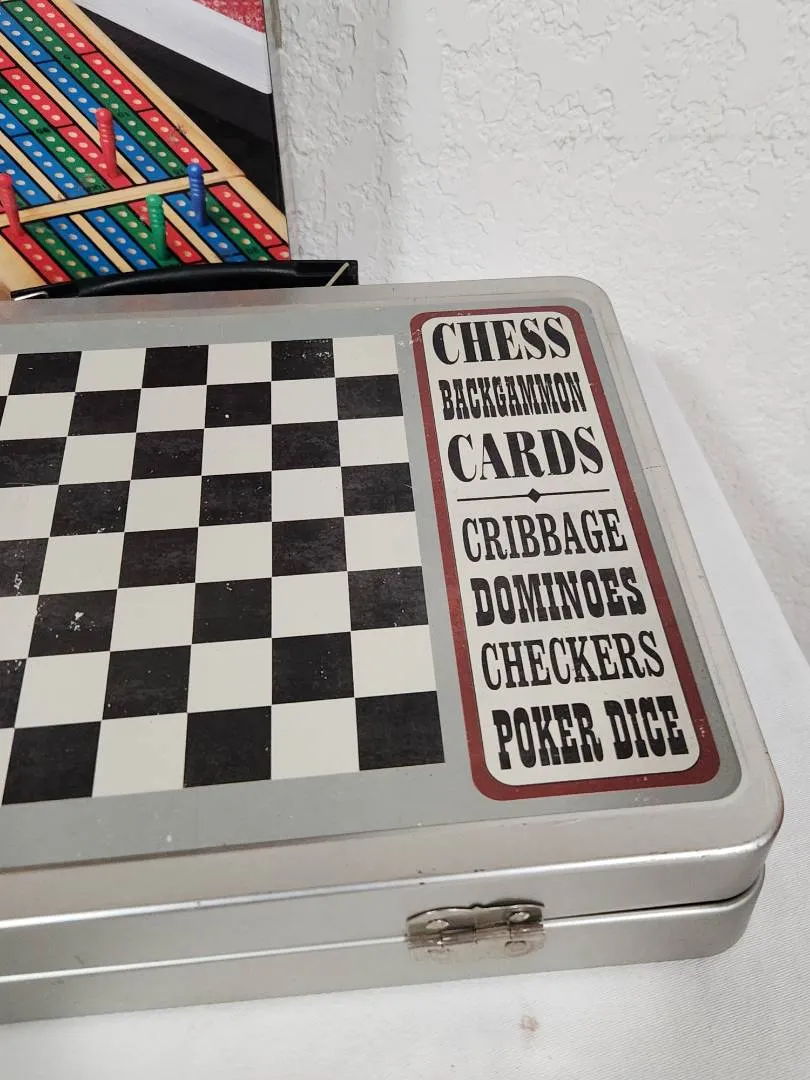 CHESS
BACKGAMMON
CARDS
CRIBBAGE
DOMINOES
CHECKERS
POKER DICE